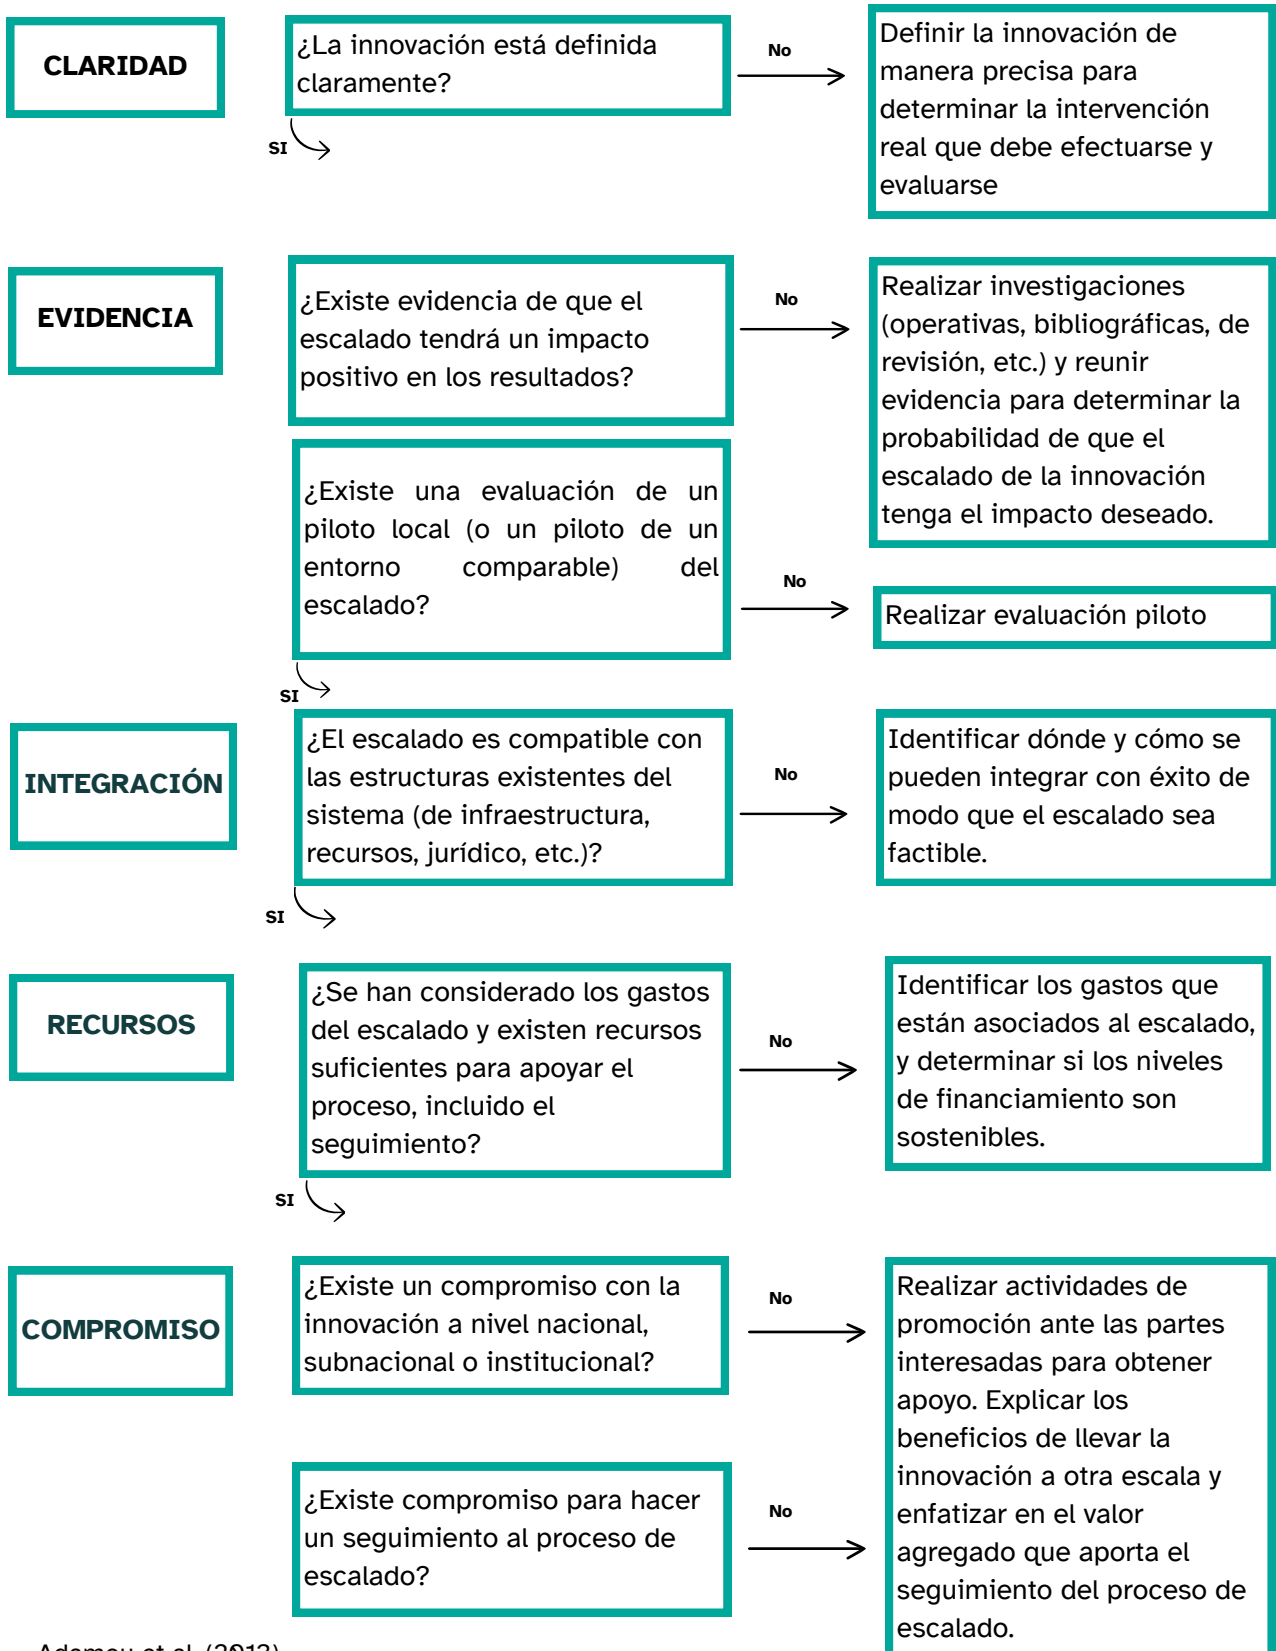 CLARIDAD
¿La innovación está definida
claramente?
No
Definir la innovación de
manera precisa para
determinar la intervención
real que debe efectuarse y
evaluarse
SI
EVIDENCIA
¿Existe evidencia de que el
escalado tendrá un impacto
positivo en los resultados?
No
Realizar investigaciones
(operativas, bibliográficas, de
revisión, etc.) y reunir
evidencia para determinar la
probabilidad de que el
escalado de la innovación
tenga el impacto deseado.
¿Existe una evaluación de un
piloto local (o un piloto de un
entorno comparable) del
escalado?
No
Realizar evaluación piloto
SI
INTEGRACIÓN
¿El escalado es compatible con
las estructuras existentes del
sistema (de infraestructura,
recursos, jurídico, etc.)?
No
Identificar dónde y cómo se
pueden integrar con éxito de
modo que el escalado sea
factible.
SI
RECURSOS
¿Se han considerado los gastos
del escalado y existen recursos
suficientes para apoyar el
proceso, incluido el
seguimiento?
No
Identificar los gastos que
están asociados al escalado,
y determinar si los niveles
de financiamiento son
sostenibles.
SI
COMPROMISO
¿Existe un compromiso con la
innovación a nivel nacional,
subnacional o institucional?
No
Realizar actividades de
promoción ante las partes
interesadas para obtener
apoyo. Explicar los
beneficios de llevar la
innovación a otra escala y
enfatizar en el valor
agregado que aporta el
seguimiento del proceso de
escalado.
¿Existe compromiso para hacer
un seguimiento al proceso de
escalado?
No
et al. (2013)